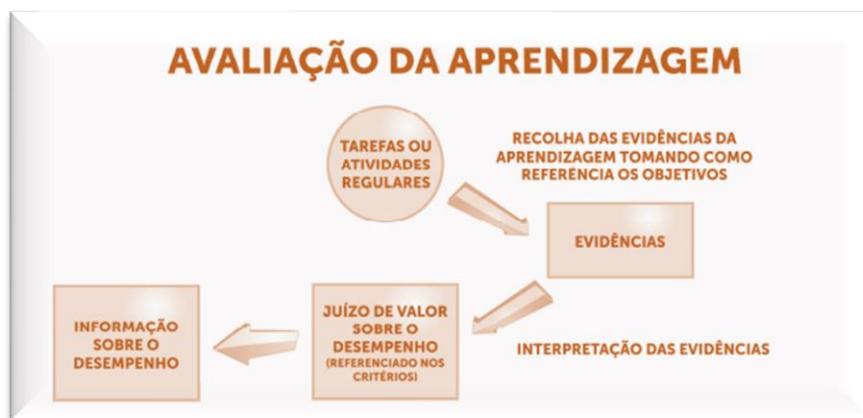 AVALIAÇÃO DA APRENDIZAGEM
TAREFAS OU
ATIVIDADES
REGULARES
RECOLHA DAS EVIDÊNCIAS DA
APRENDIZAGEM TOMANDO COMO
REFERÊNCIA OS OBJETIVOS
EVIDÊNCIAS
INTERPRETAÇÃO DAS EVIDÊNCIAS
JUÍZO DE VALOR
SOBRE O
DESEMPENHO
(REFERENCIADO NOS
CRITÉRIOS)
INFORMAÇÃO
SOBRE O
DESEMPENHO